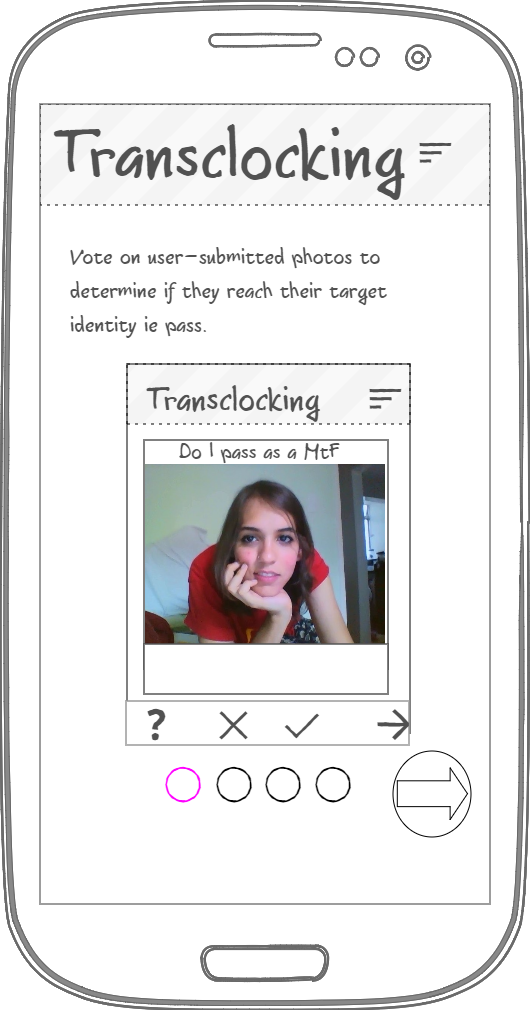 Transclocking
Vote on user-submitted photos to
determine if they reach their target
identity ie pass.
Transclocking
Do I pass as a MtF
?